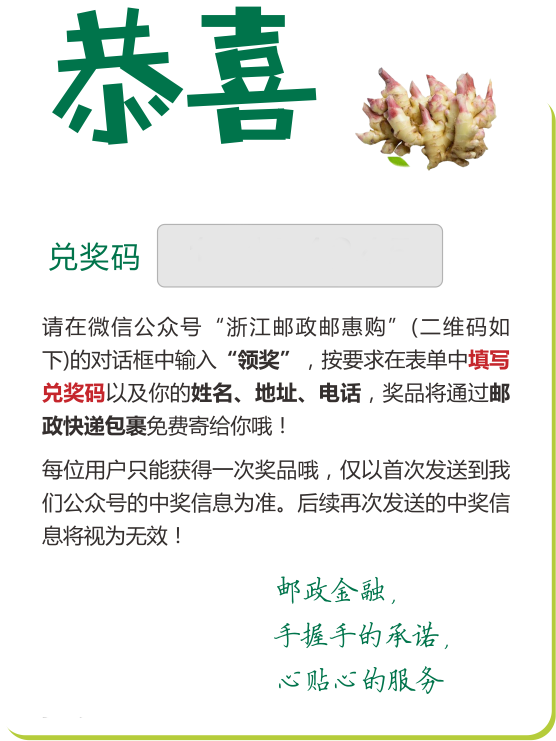 恭喜
兑奖码
请在微信公众号“浙江邮政邮惠购”(二维码如
下)的对话框中输入“领奖”，按要求在表单中填写
兑奖码以及你的姓名、地址、电话，奖品将通过邮
政快递包裹免费寄给你哦！
每位用户只能获得一次奖品哦，仅以首次发送到我
们公众号的中奖信息为准。后续再次发送的中奖信
息将视为无效！
邮政金融,
手握手的承诺,
心贴心的服务